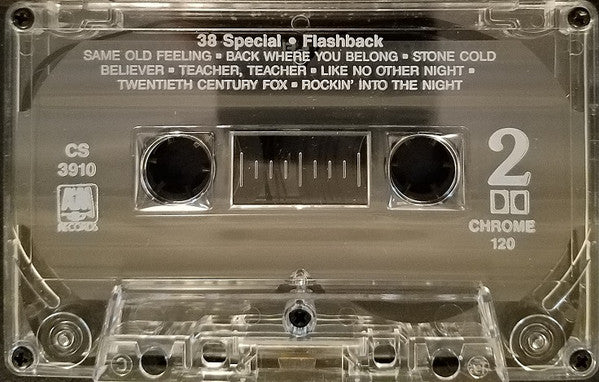 38 Special • Flashback
SAME OLD FEELING • BACK WHERE YOU BELONG • STONE COLD
BELIEVER • TEACHER, TEACHER • LIKE NO OTHER NIGHT •
TWENTIETH CENTURY FOX • ROCKIN' INTO THE NIGHT
CS
3910
A&M
RECORDS
2
CHROME
120